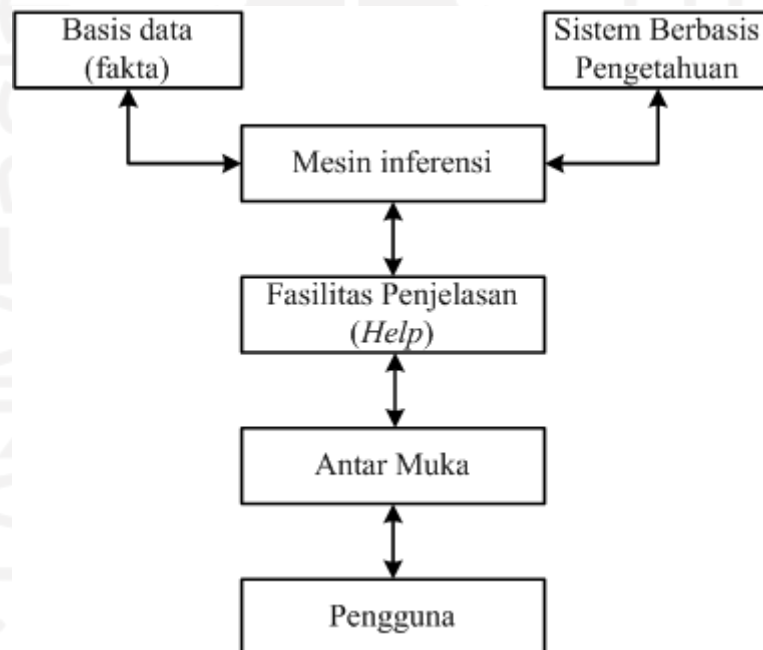 Basis data
(fakta)
Sistem Berbasis
Pengetahuan
Mesin inferensi
Fasilitas Penjelasan
(Help)
Antar Muka
Pengguna